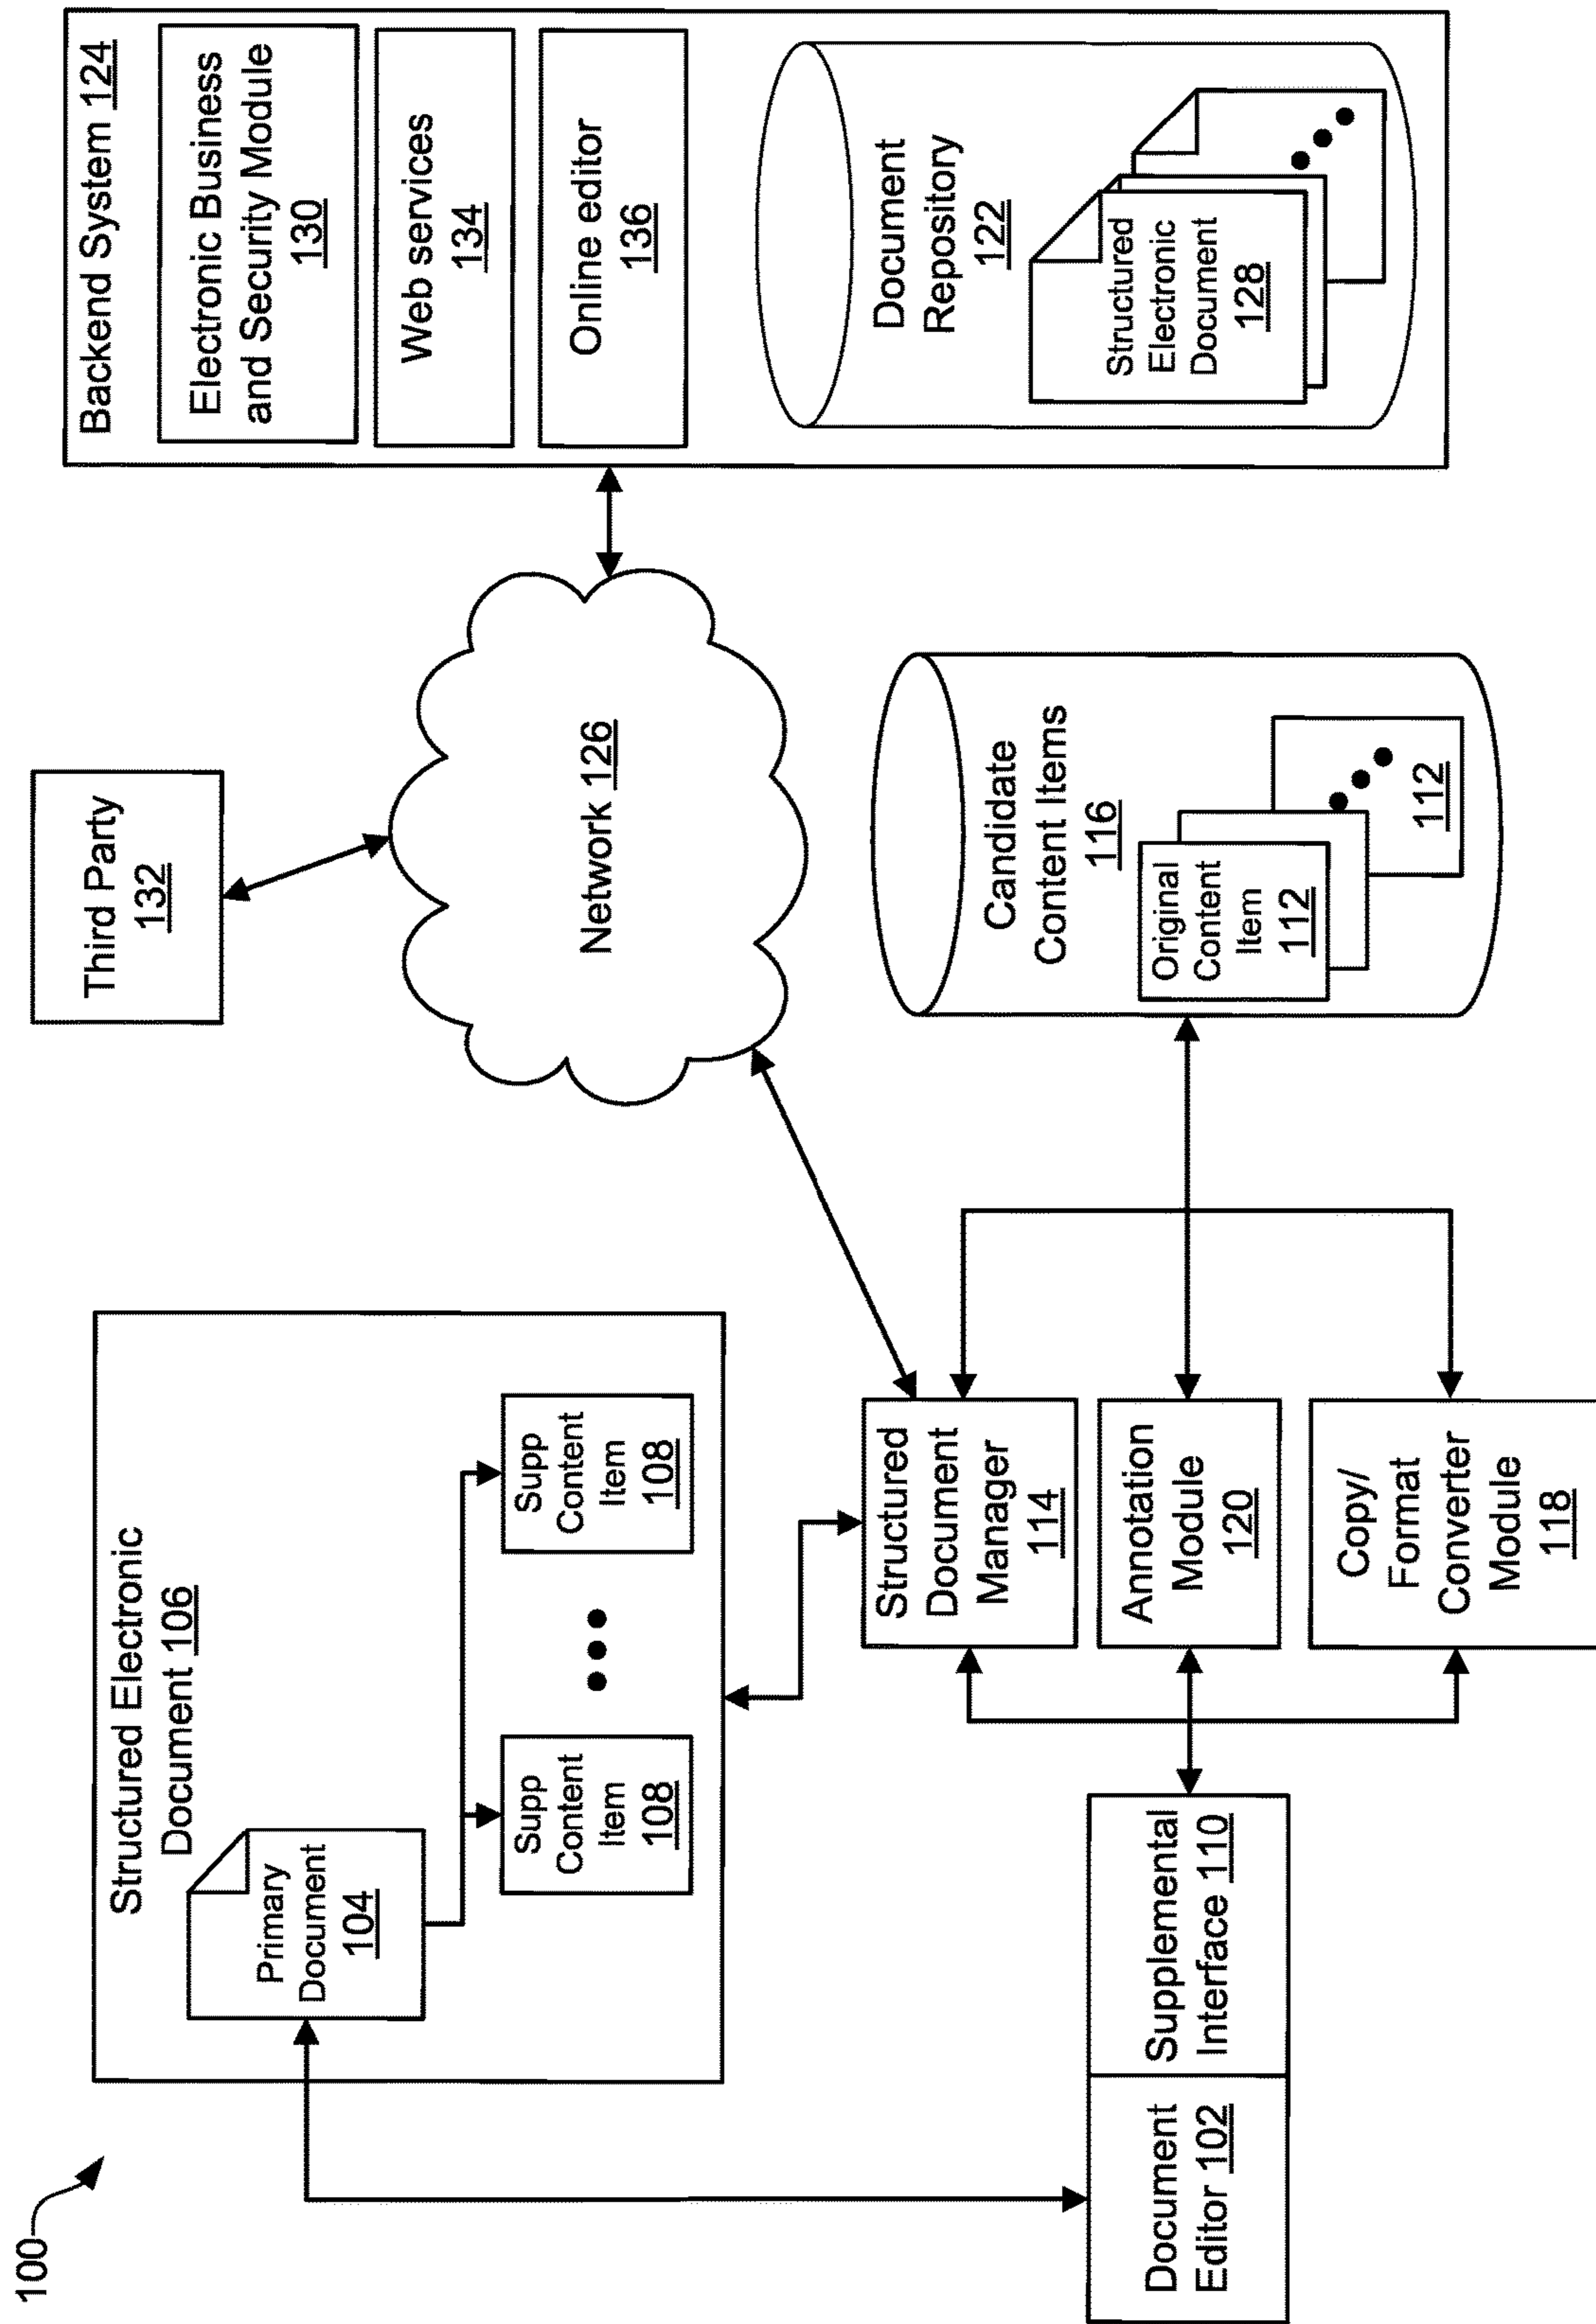 100
Structured Electronic
Document 106
Primary
Document
104
Supp
Content
Item
108
Supp
Content
Item
108
Document
Editor 102
Supplemental
Interface 110
Structured
Document
Manager
114
Annotation
Module
120
Copy/
Format
Converter
Module
118
Third Party
132
Network 126
Candidate
Content Items
116
Original
Content
Item
112
112
Backend System 124
Electronic Business
and Security Module
130
Web services
134
Online editor
136
Document
Repository
122
Structured
Electronic
Document
128